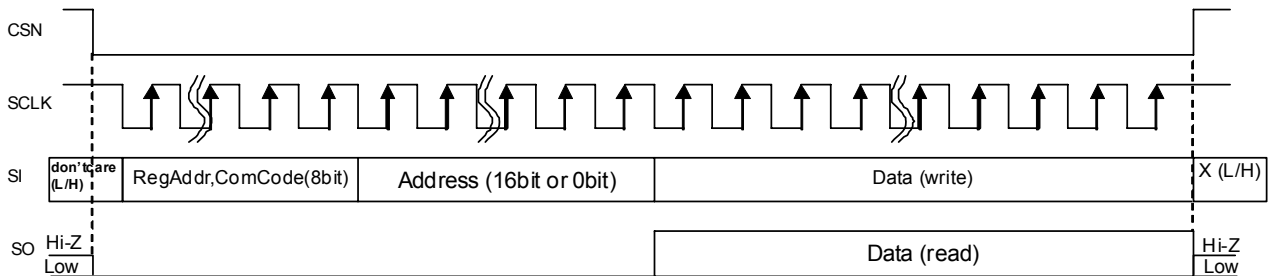 CSN
SCLK
SI
don'tcare
(L/H)
RegAddr,ComCode(8bit)
Address (16bit or 0bit)
Data (write)
X (L/H)
SO
Hi-Z
Low
Data (read)
Hi-Z
Low